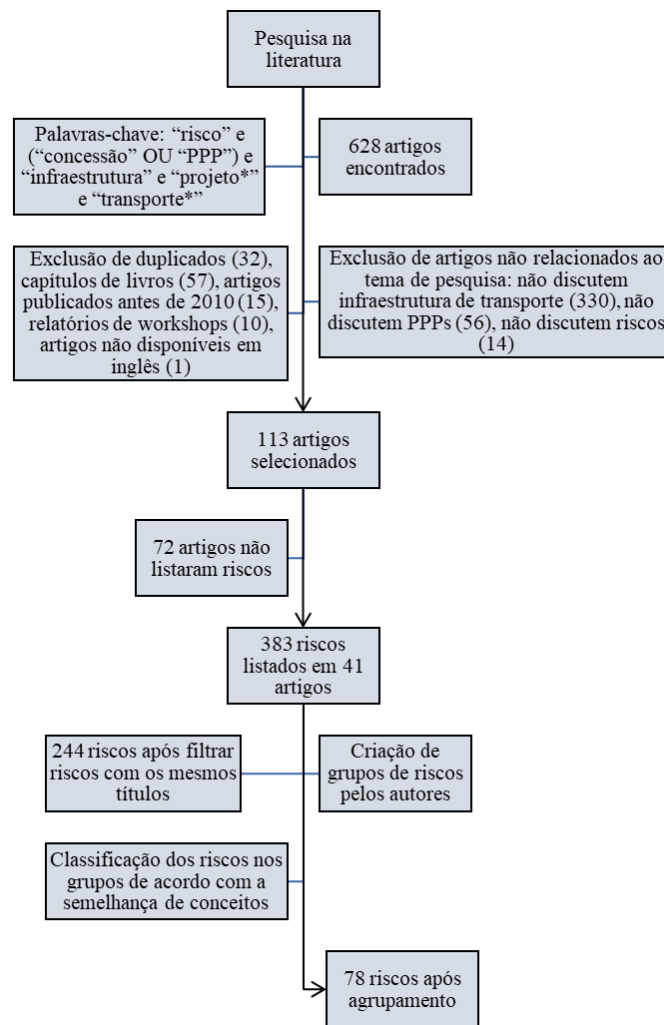 Pesquisa na
literatura
Palavras-chave: “risco” e
(“concessão” OU “PPP”) e
“infraestrutura” e “projeto*”
e “transporte*”
628 artigos
encontrados
Exclusão de duplicados (32),
capítulos de livros (57), artigos
publicados antes de 2010 (15),
relatórios de workshops (10),
artigos não disponíveis em
inglês (1)
Exclusão de artigos não relacionados ao
tema de pesquisa: não discutem
infraestrutura de transporte (330), não
discutem PPPs (56), não discutem riscos
(14)
113 artigos
selecionados
72 artigos não
listaram riscos
383 riscos
listados em 41
artigos
244 riscos após filtrar
riscos com os mesmos
títulos
Criação de
grupos de riscos
pelos autores
Classificação dos riscos nos
grupos de acordo com a
semelhança de conceitos
78 riscos após
agrupamento